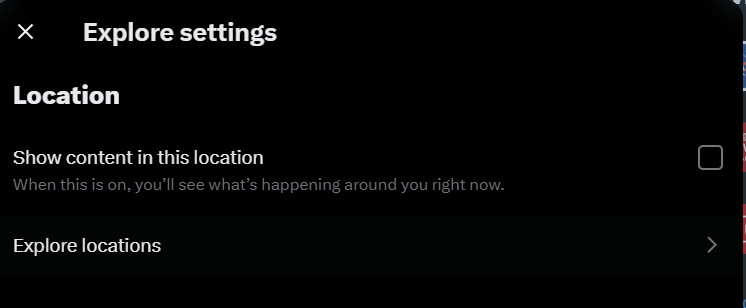 Explore settings
Location
Show content in this location
When this is on, you’ll see what’s happening around you right now.
Explore locations